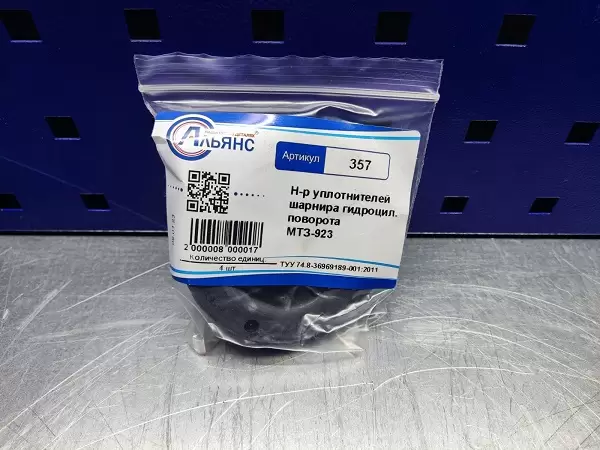 АЛЬЯНС
Артикул 357
Н-р уплотнителей
шарнира гидроцил.
поворота
МТЗ-923
2 000008 000017
количество единиц
4 шт
ТУУ 74.8-36969189-001:2011